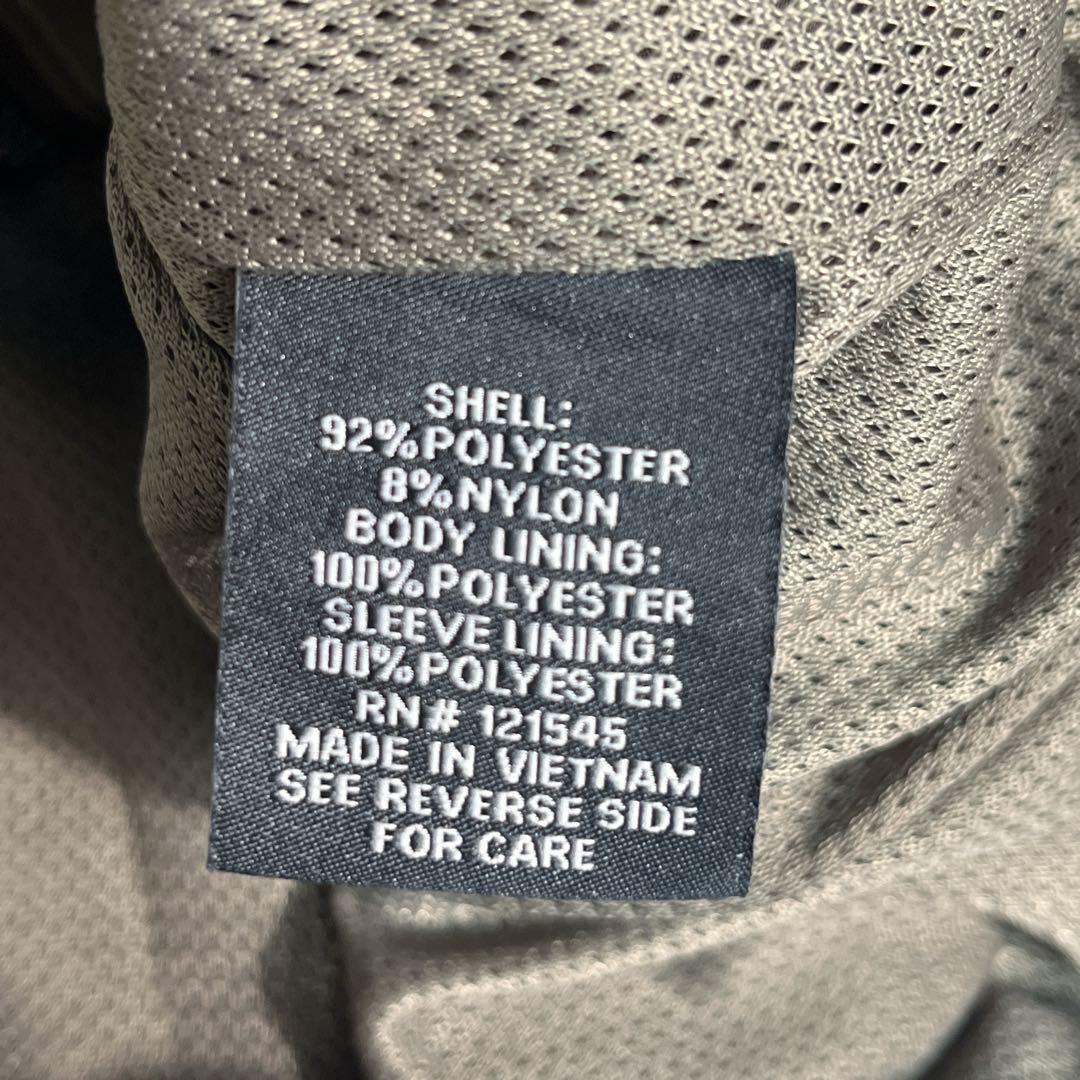 SHELL:
92%POLYESTER
8%NYLON
BODY LINING:
100%POLYESTER
SLEEVE LINING:
100%POLYESTER
RN# 121545
MADE IN VIETNAM
SEE REVERSE SIDE
FOR CARE